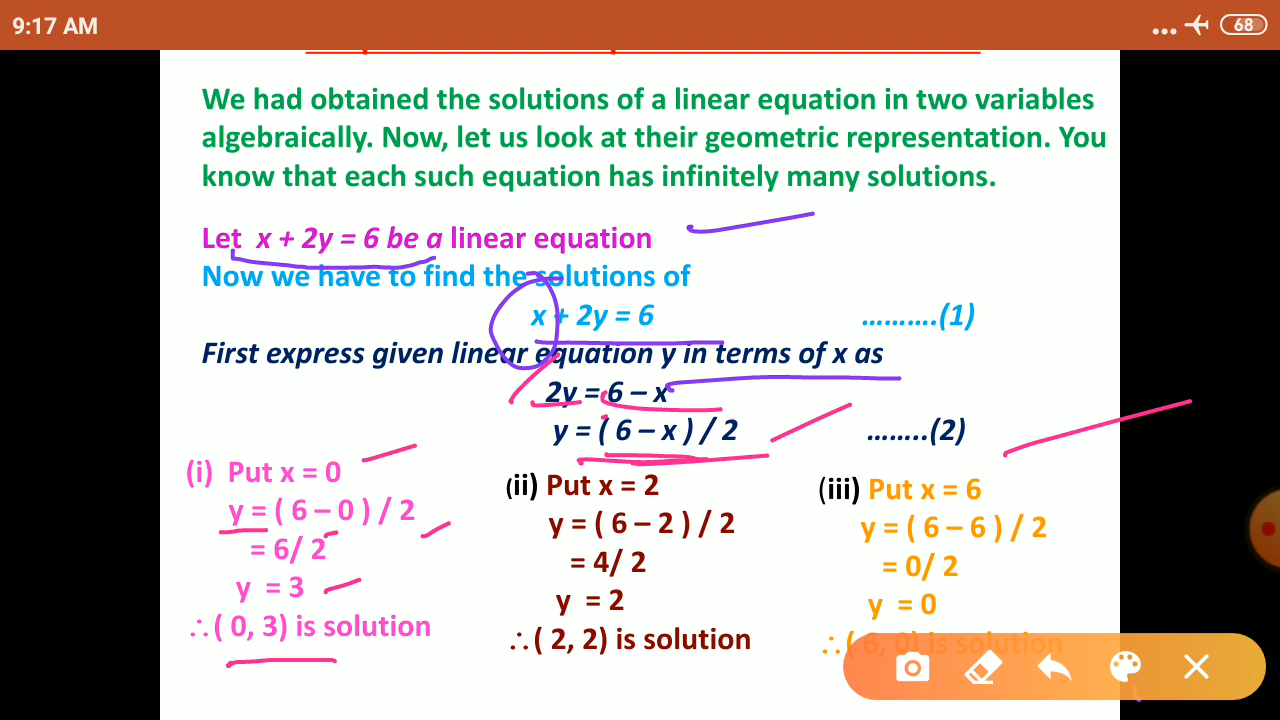 9:17 AM
68
We had obtained the solutions of a linear equation in two variables
algebraically. Now, let us look at their geometric representation. You
know that each such equation has infinitely many solutions.
Let x + 2y = 6 be a linear equation
Now we have to find the solutions of
x + 2y = 6 ……….(1)
First express given linear equation y in terms of x as
2y = 6 – x
y = ( 6 – x ) / 2 ……..(2)
(i) Put x = 0
y = ( 6 – 0 ) / 2
= 6/ 2
y = 3
∴( 0, 3) is solution
(ii) Put x = 2
y = ( 6 – 2 ) / 2
= 4/ 2
y = 2
∴( 2, 2) is solution
(iii) Put x = 6
y = ( 6 – 6 ) / 2
= 0/ 2
y = 0
∴( 6, 0) is solution